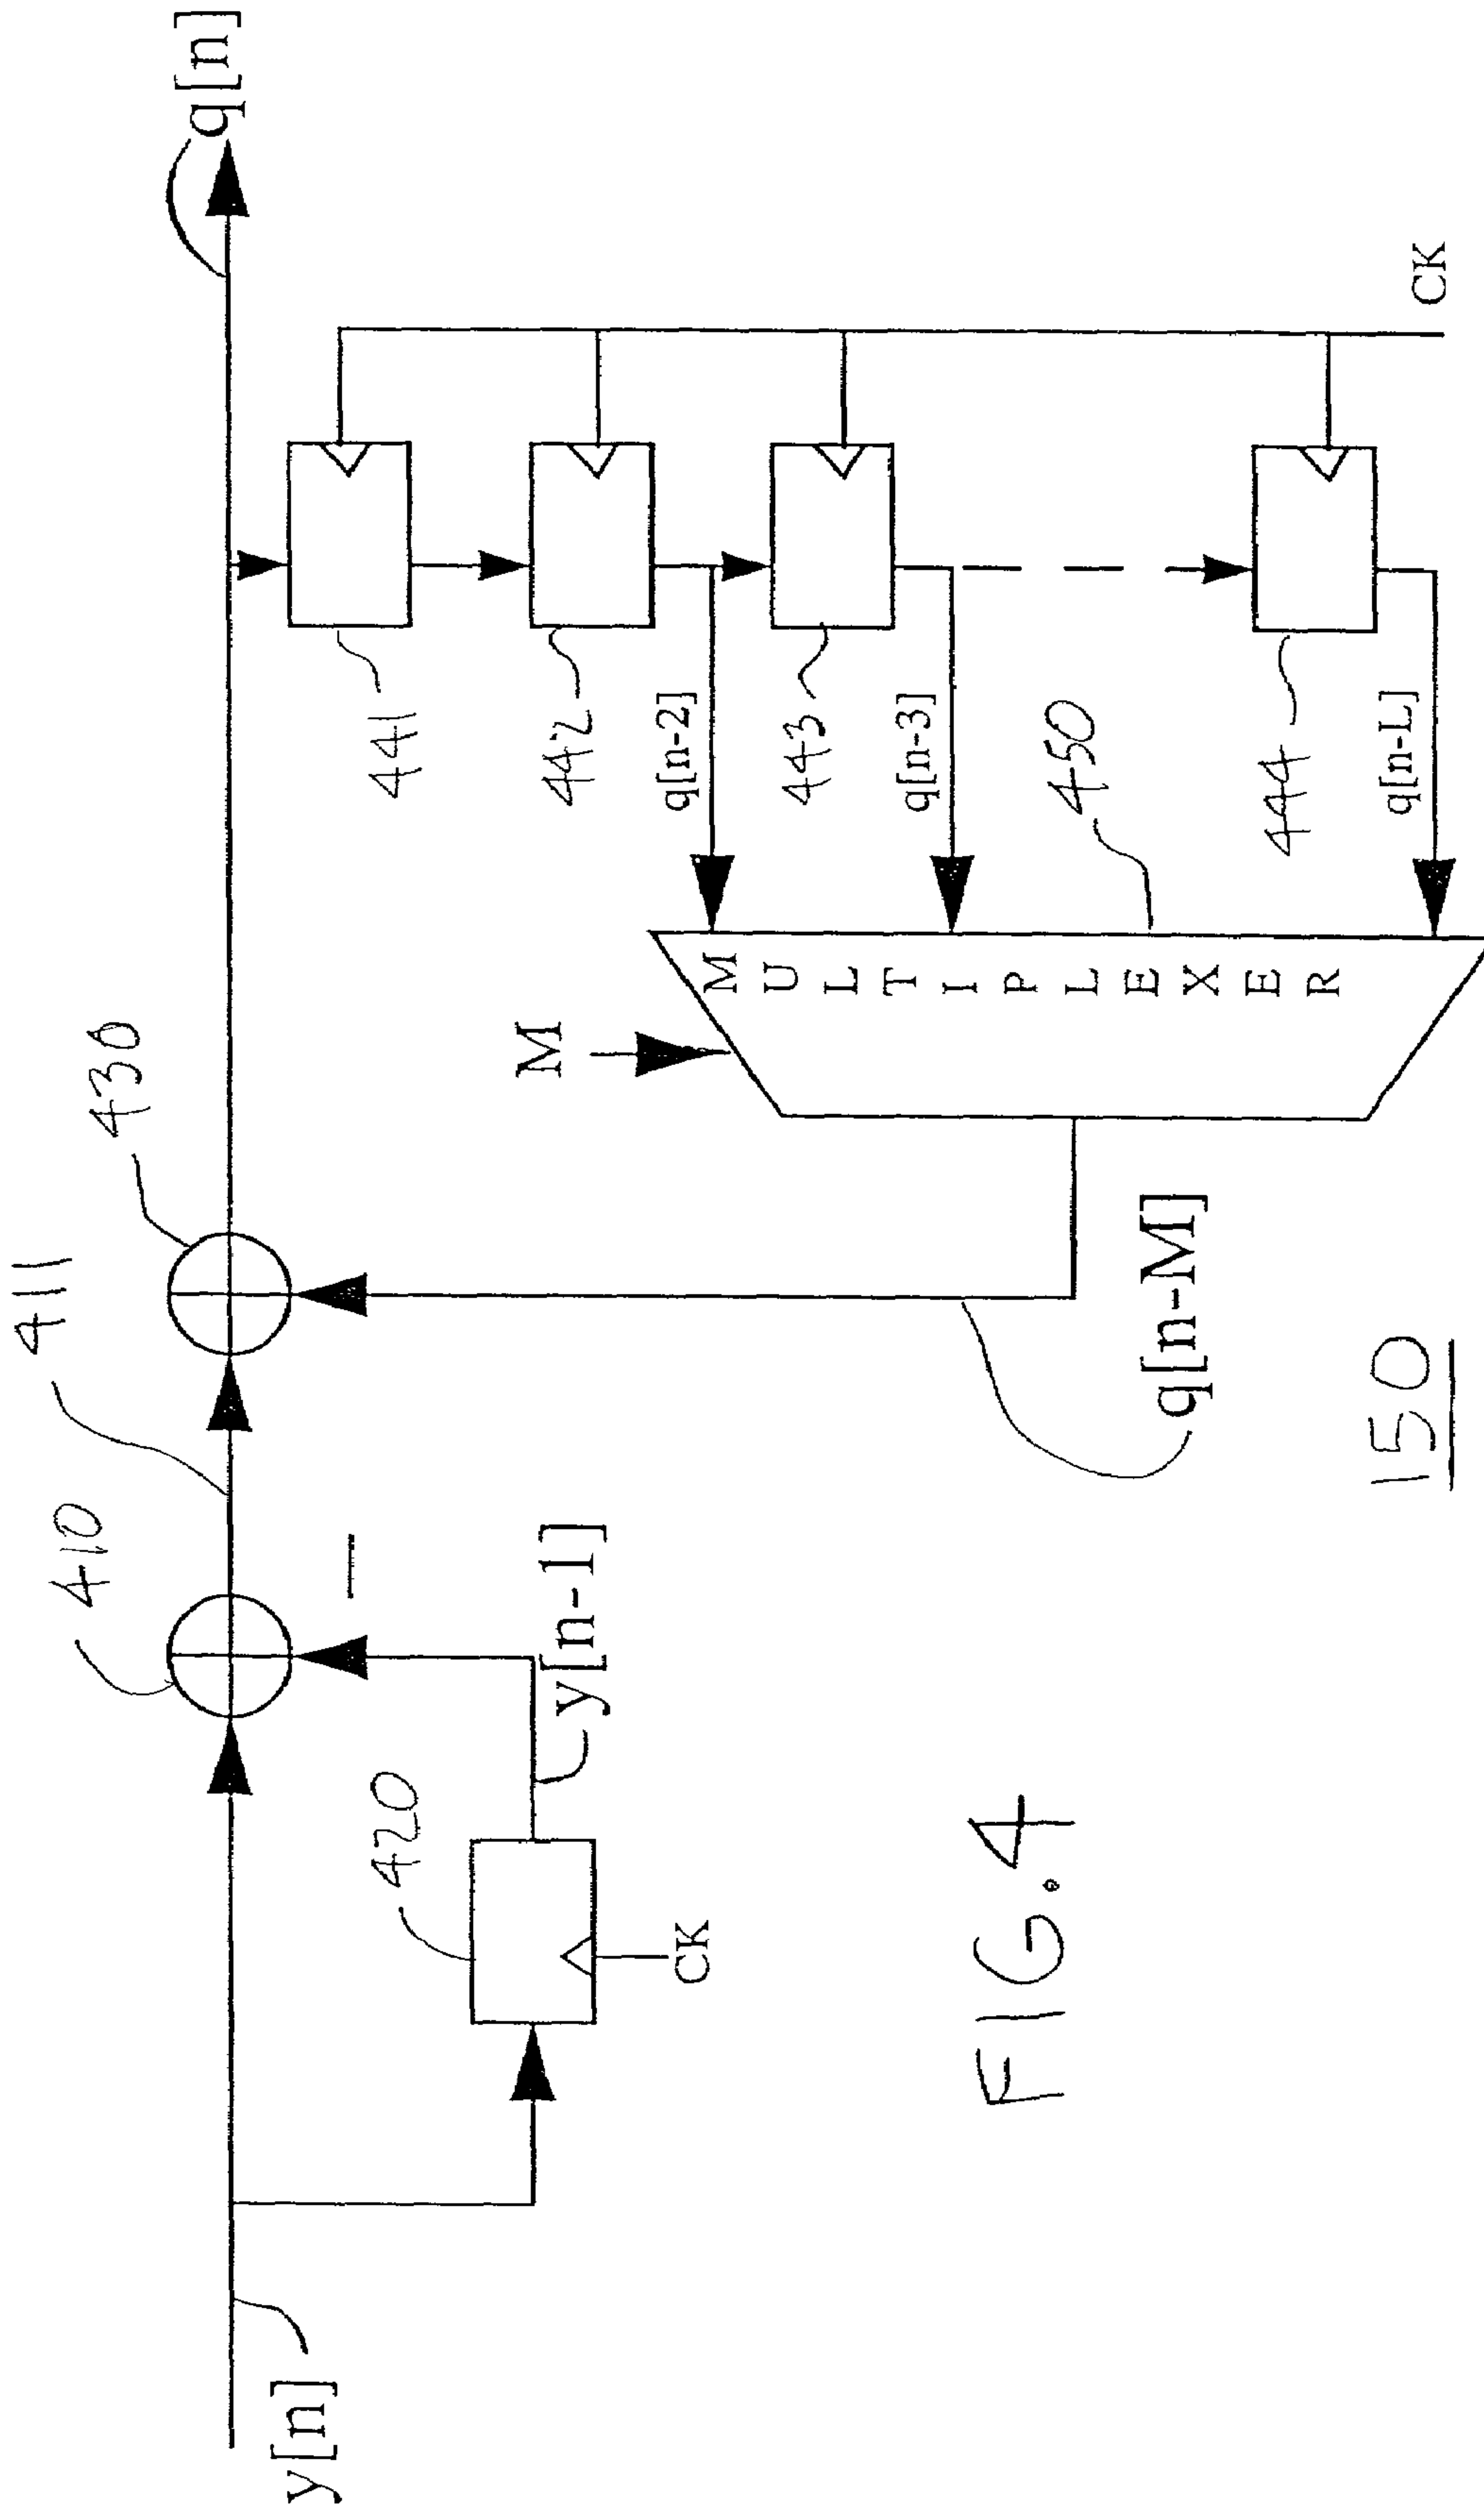 411
410
430
q[n]
y[n]
420
CK
y[n-1]
M
441
442
q[n-2]
443
q[n-3]
450
444
q[n-L]
CK
MULTIPLEXER
q[n-M]
150
FIG. 4